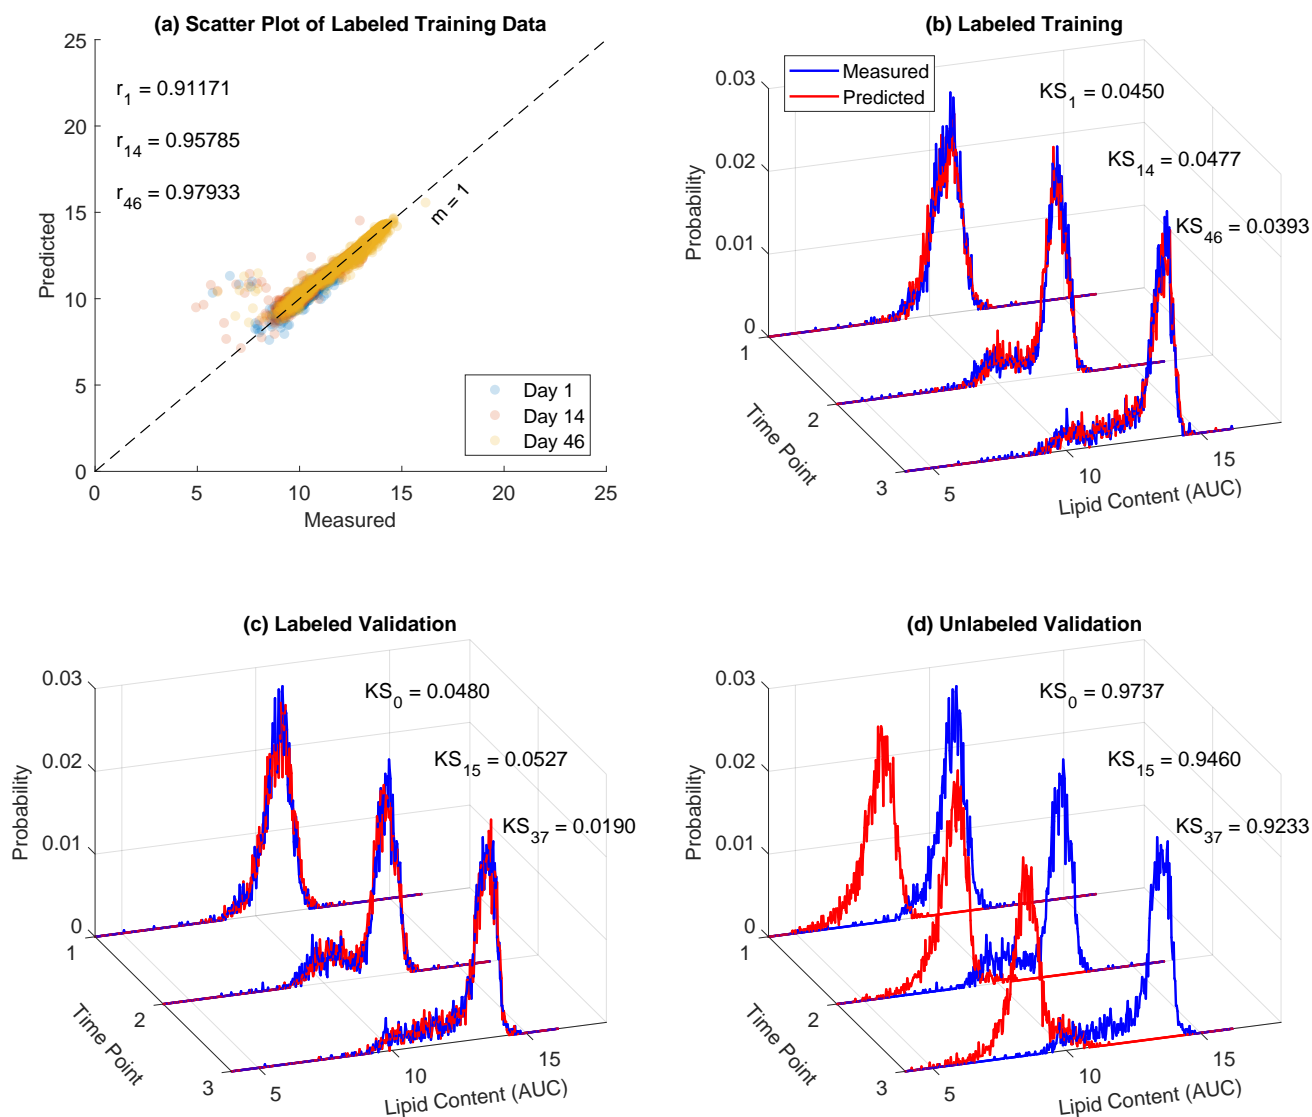 (a) Scatter Plot of Labeled Training Data
25
20
15
10
5
0
0 5 10 15 20 25
Predicted
Measured
r1 = 0.91171
r14 = 0.95785
r46 = 0.97933
m = 1
Day 1
Day 14
Day 46
(b) Labeled Training
Measured
Predicted
KS1 = 0.0450
KS14 = 0.0477
KS46 = 0.0393
0.03
0.02
0.01
0
Probability
1
2
3
Time Point
5
10
15
Lipid Content (AUC)
(c) Labeled Validation
KS0 = 0.0480
KS15 = 0.0527
KS37 = 0.0190
0.03
0.02
0.01
0
Probability
1
2
3
Time Point
5
10
15
Lipid Content (AUC)
(d) Unlabeled Validation
KS0 = 0.9737
KS15 = 0.9460
KS37 = 0.9233
0.03
0.02
0.01
0
Probability
1
2
3
Time Point
5
10
15
Lipid Content (AUC)